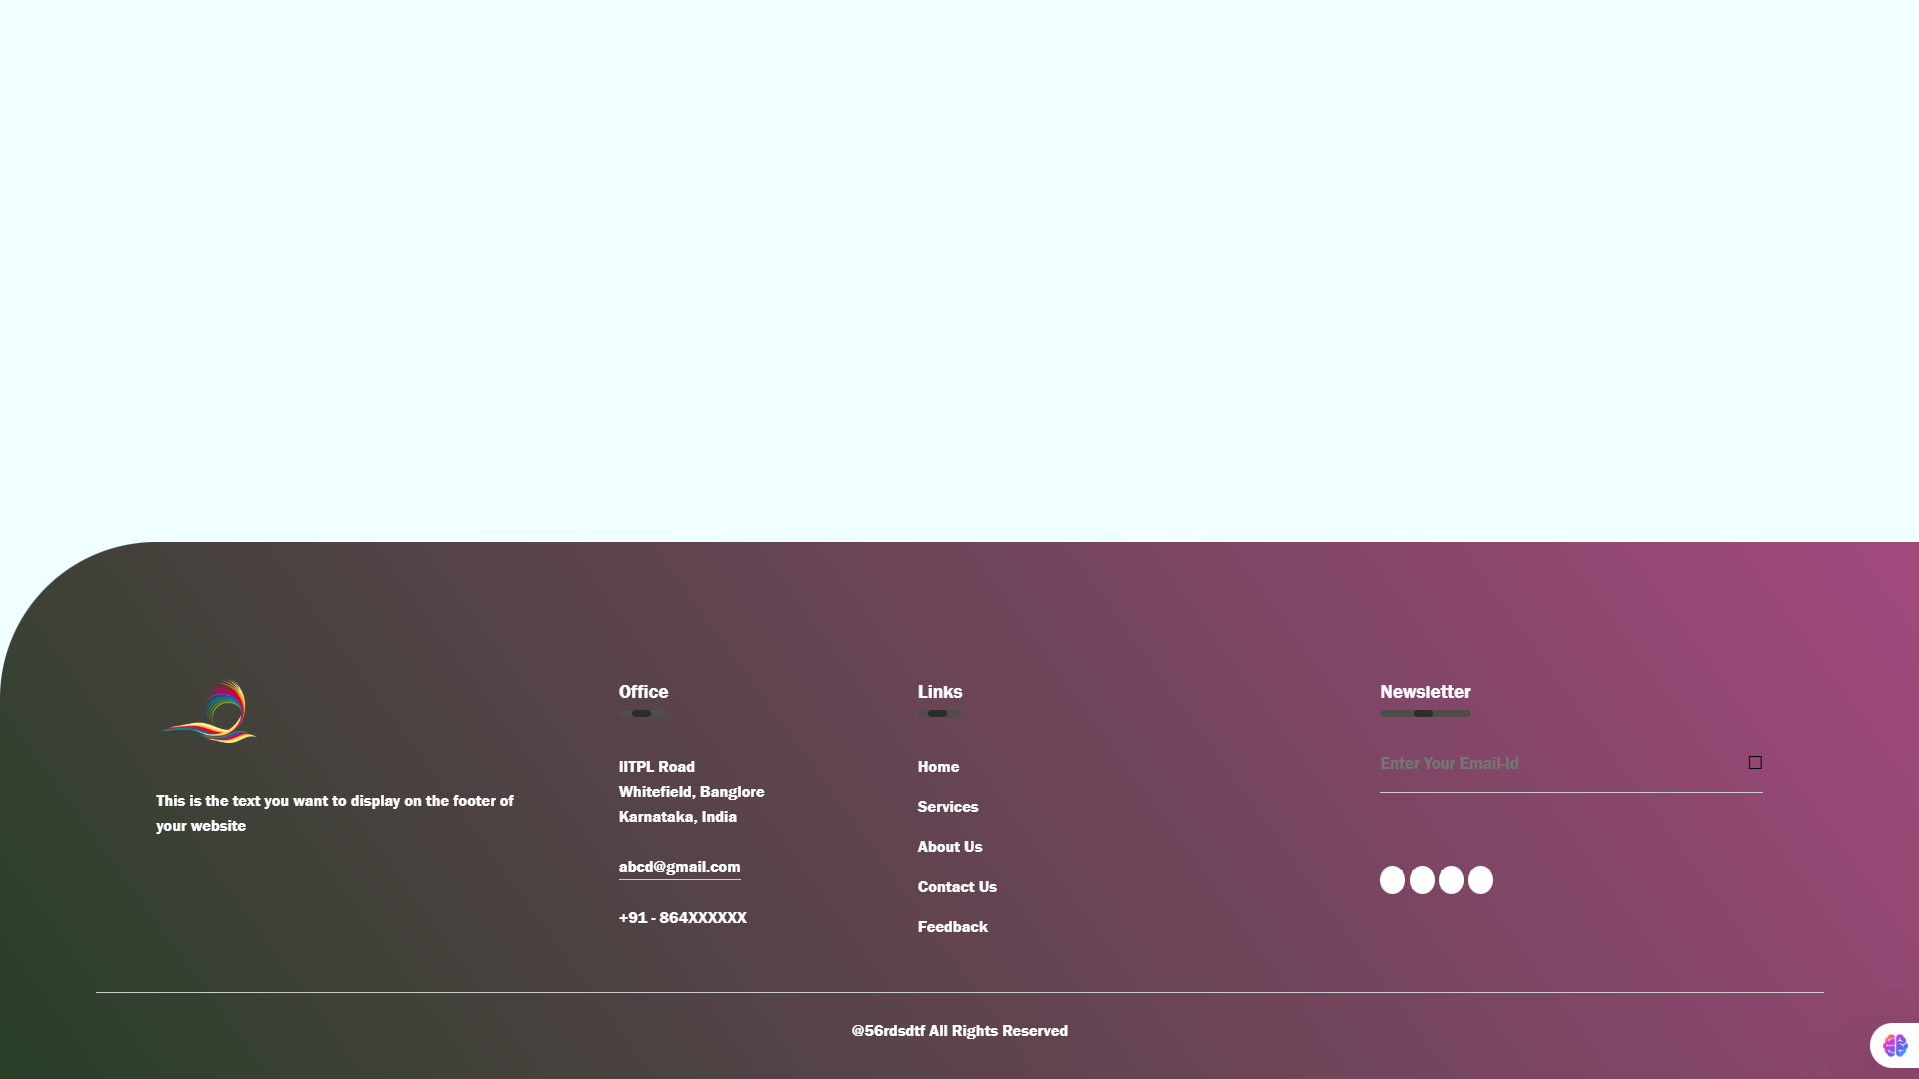 This is the text you want to display on the footer of
your website
Office
IITPL Road
Whitefield, Banglore
Karnataka, India
abcd@gmail.com
+91 - 864XXXXXX
Links
Home
Services
About Us
Contact Us
Feedback
Newsletter
Enter Your Email-Id
@56rdsdtf All Rights Reserved